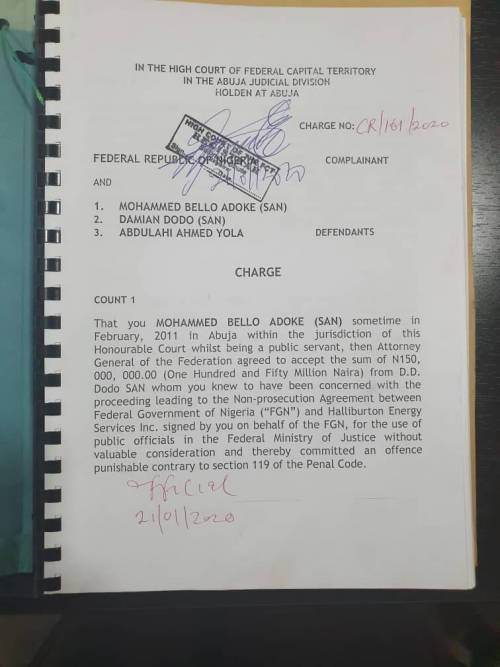 IN THE HIGH COURT OF FEDERAL CAPITAL TERRITORY
IN THE ABUJA JUDICIAL DIVISION
HOLDEN AT ABUJA
CHARGE NO: CR/161/2020
HIGH COURT OF THE FCT
FEDERAL REPUBLIC OF NIGERIA COMPLAINANT
AND
1. MOHAMMED BELLO ADOKE (SAN)
2. DAMIAN DODO (SAN)
3. ABDULAHI AHMED YOLA DEFENDANTS
CHARGE
COUNT 1
That you MOHAMMED BELLO ADOKE (SAN) sometime in
February, 2011 in Abuja within the jurisdiction of this
Honourable Court whilst being a public servant, then Attorney
General of the Federation agreed to accept the sum of N150,
000, 000.00 (One Hundred and Fifty Million Naira) from D.D.
Dodo SAN whom you knew to have been concerned with the
proceeding leading to the Non-prosecution Agreement between
Federal Government of Nigeria ("FGN") and Halliburton Energy
Services Inc. signed by you on behalf of the FGN, for the use
of public officials in the Federal Ministry of Justice without
valuable consideration and thereby committed an offence
punishable contrary to section 119 of the Penal Code.
official
21/01/2020